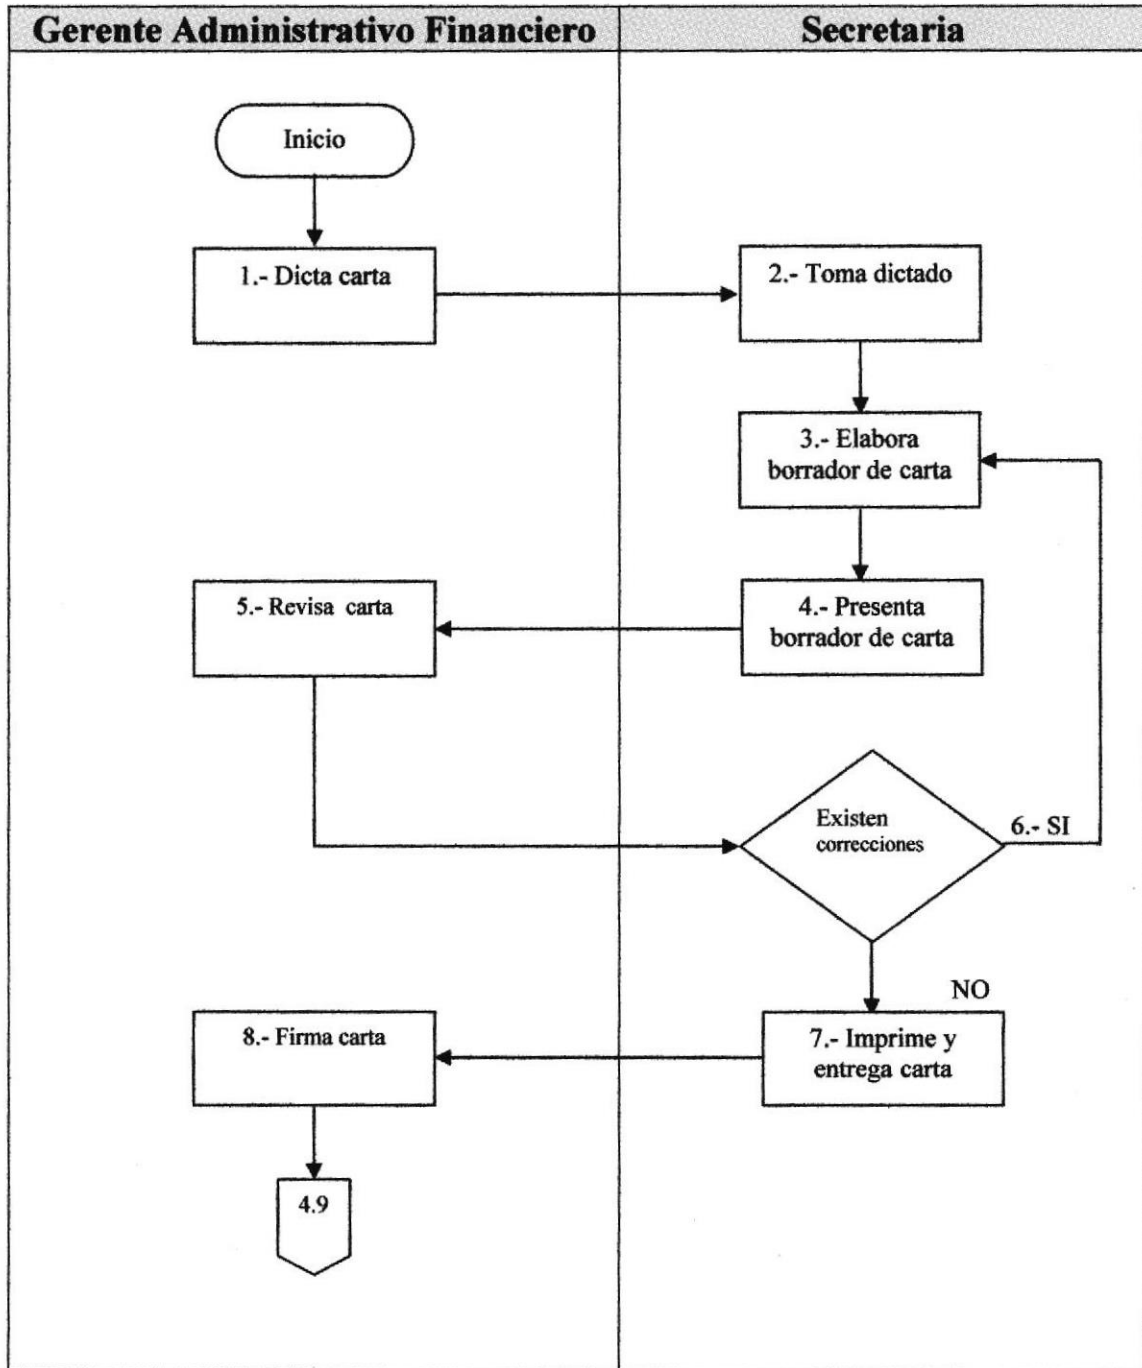 Gerente Administrativo Financiero
Secretaria
Inicio
1.- Dicta carta
2.- Toma dictado
3.- Elabora
borrador de carta
4.- Presenta
borrador de carta
5.- Revisa carta
Existen
correcciones
6.- SI
NO
7.- Imprime y
entrega carta
8.- Firma carta
4.9